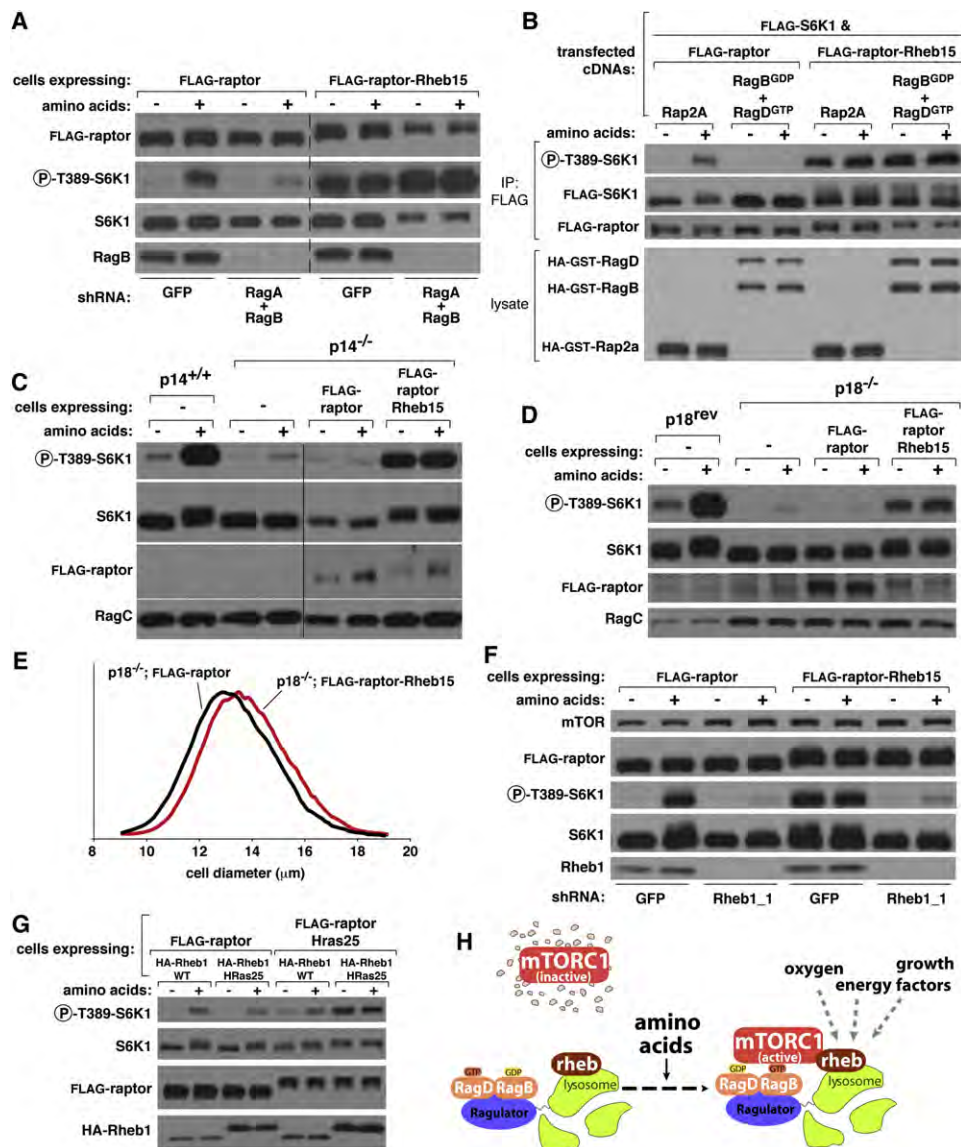 A
cells expressing: FLAG-raptor FLAG-raptor-Rheb15
amino acids: - + - + - + - +
FLAG-raptor
Ⓟ-T389-S6K1
S6K1
RagB
shRNA: GFP RagA + RagB GFP RagA + RagB
B
FLAG-S6K1 &
transfected cDNAs: FLAG-raptor FLAG-raptor-Rheb15
Rap2A RagBGDP + RagDGTP Rap2A RagBGDP + RagDGTP
amino acids: - + - + - + - +
IP: FLAG
Ⓟ-T389-S6K1
FLAG-S6K1
FLAG-raptor
lysate
HA-GST-RagD
HA-GST-RagB
HA-GST-Rap2a
C
p14-/-
p14+/+
cells expressing: - - FLAG-raptor FLAG-raptor Rheb15
amino acids: - + - + - + - +
Ⓟ-T389-S6K1
S6K1
FLAG-raptor
RagC
D
p18-/-
p18rev
cells expressing: - - FLAG-raptor FLAG-raptor Rheb15
amino acids: - + - + - + - +
Ⓟ-T389-S6K1
S6K1
FLAG-raptor
RagC
E
p18-/-; FLAG-raptor
p18-/-; FLAG-raptor-Rheb15
8 10 12 14 16 18 20
cell diameter (μm)
F
cells expressing: FLAG-raptor FLAG-raptor-Rheb15
amino acids: - + - + - + - +
mTOR
FLAG-raptor
Ⓟ-T389-S6K1
S6K1
Rheb1
shRNA: GFP Rheb1_1 GFP Rheb1_1
G
cells expressing: FLAG-raptor FLAG-raptor Hras25
HA-Rheb1 WT HA-Rheb1 HRas25 HA-Rheb1 WT HA-Rheb1 HRas25
amino acids: - + - + - + - +
Ⓟ-T389-S6K1
S6K1
FLAG-raptor
HA-Rheb1
H
mTORC1
(inactive)
GTP GDP
RagD RagB
Ragulator
rheb
lysosome
amino acids
oxygen
energy
growth factors
mTORC1
(active)
rheb
GDP GTP
RagD RagB
Ragulator
lysosome